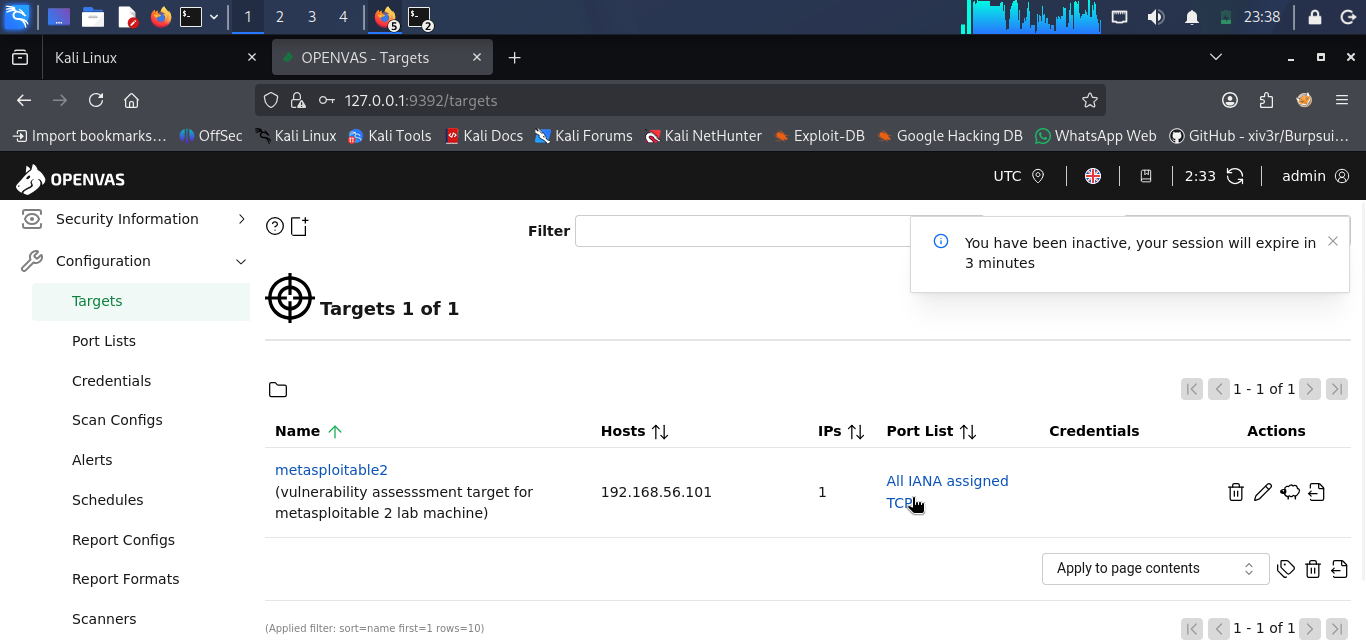 1 2 3 4 5 2 23:38
Kali Linux OPENVAS - Targets
127.0.0.1:9392/targets
Import bookmarks... OffSec Kali Linux Kali Tools Kali Docs Kali Forums Kali NetHunter Exploit-DB Google Hacking DB WhatsApp Web GitHub - xiv3r/Burpsui...
OPENVAS UTC 2:33 admin
Security Information
Configuration
Targets
Port Lists
Credentials
Scan Configs
Alerts
Schedules
Report Configs
Report Formats
Scanners
Filter
You have been inactive, your session will expire in
3 minutes
Targets 1 of 1
1 - 1 of 1
Name Hosts IPs Port List Credentials Actions
metasploitable2
(vulnerability assesssment target for
metasploitable 2 lab machine)
192.168.56.101
1
All IANA assigned
TCP
Apply to page contents
(Applied filter: sort=name first=1 rows=10)
1 - 1 of 1